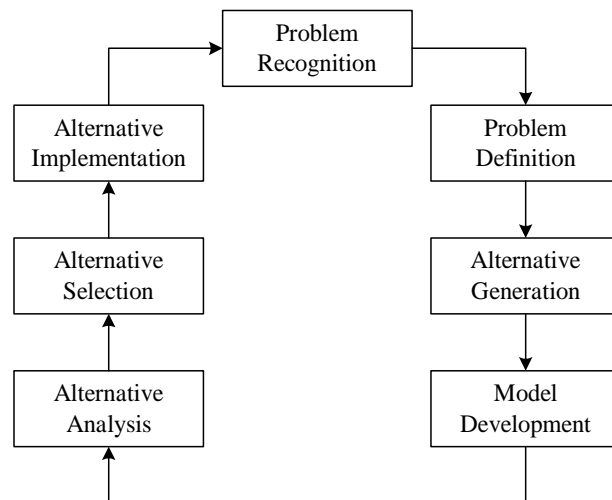 Problem
Recognition
Alternative
Implementation
Problem
Definition
Alternative
Selection
Alternative
Generation
Alternative
Analysis
Model
Development